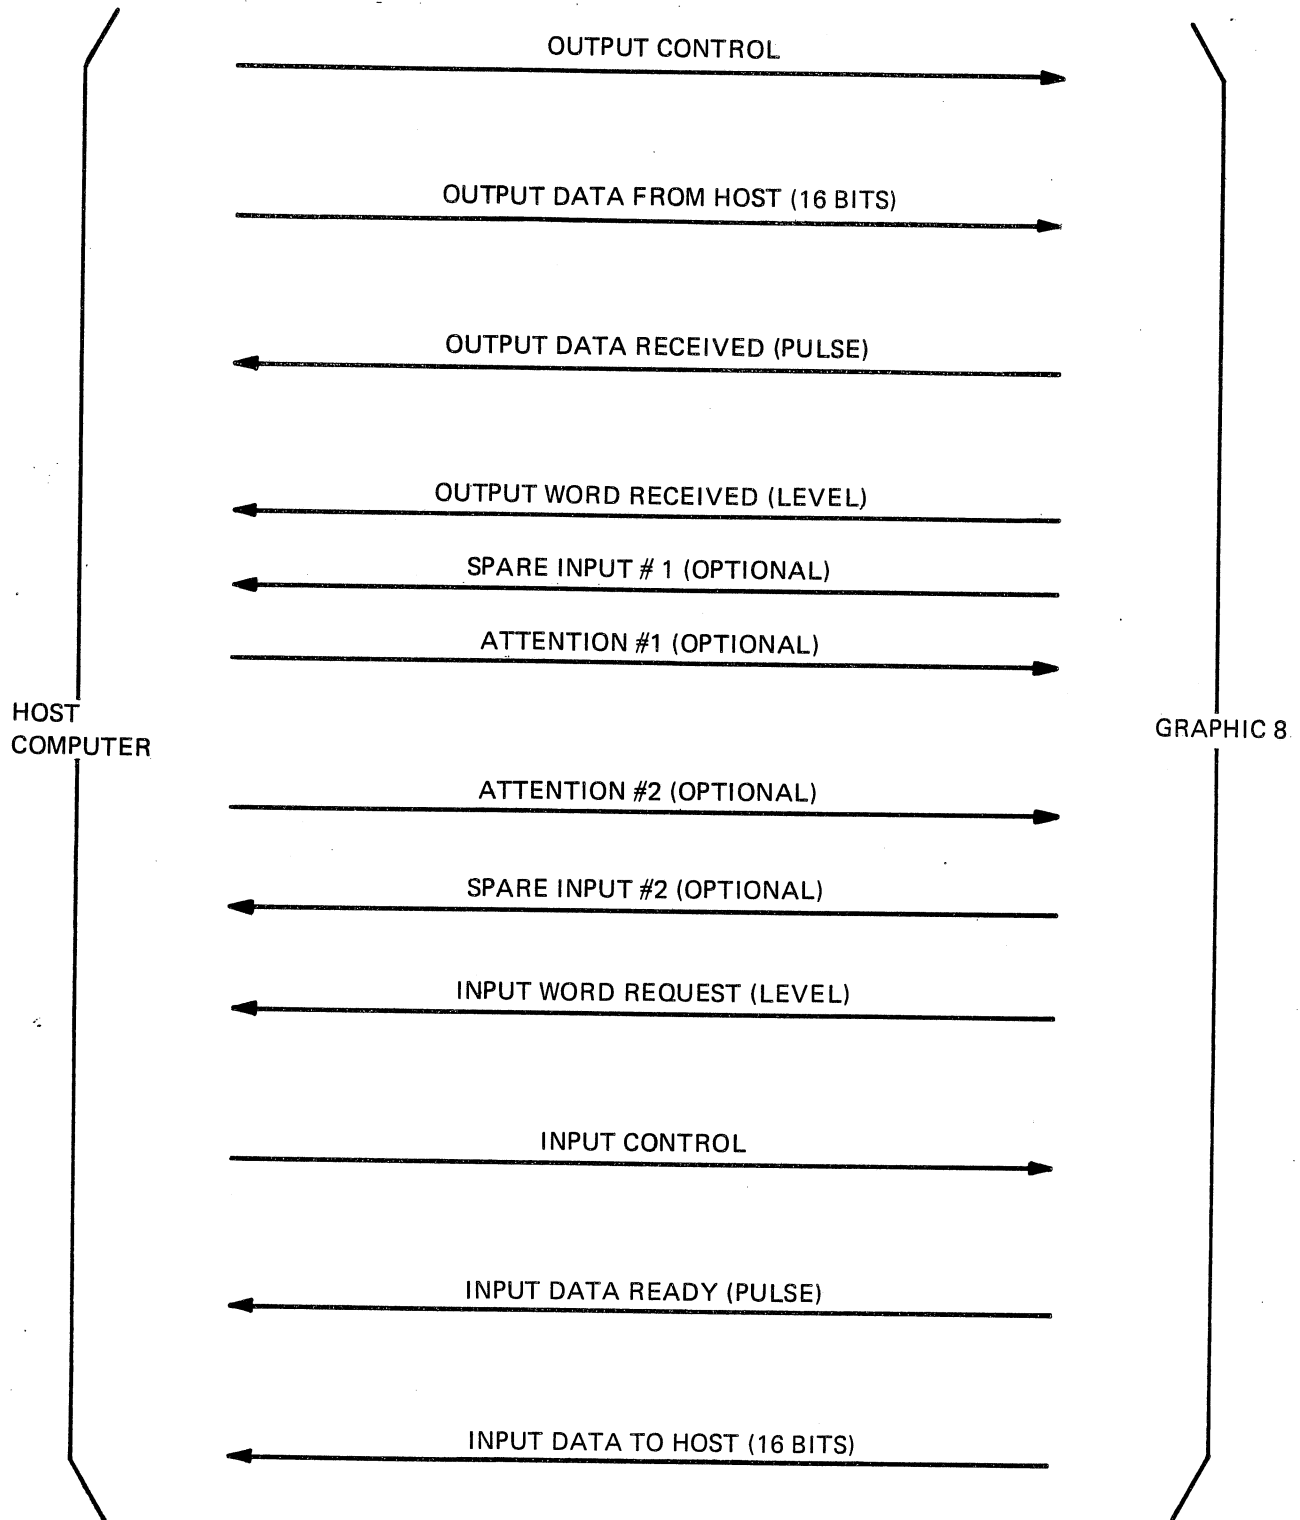 OUTPUT CONTROL
OUTPUT DATA FROM HOST (16 BITS)
OUTPUT DATA RECEIVED (PULSE)
OUTPUT WORD RECEIVED (LEVEL)
SPARE INPUT # 1 (OPTIONAL)
ATTENTION #1 (OPTIONAL)
HOST
COMPUTER
GRAPHIC 8
ATTENTION #2 (OPTIONAL)
SPARE INPUT #2 (OPTIONAL)
INPUT WORD REQUEST (LEVEL)
INPUT CONTROL
INPUT DATA READY (PULSE)
INPUT DATA TO HOST (16 BITS)